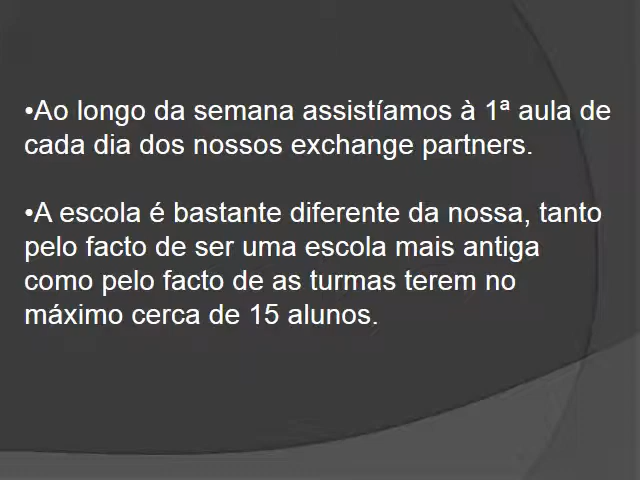 •Ao longo da semana assistíamos à 1ª aula de
cada dia dos nossos exchange partners.
•A escola é bastante diferente da nossa, tanto
pelo facto de ser uma escola mais antiga
como pelo facto de as turmas terem no
máximo cerca de 15 alunos.